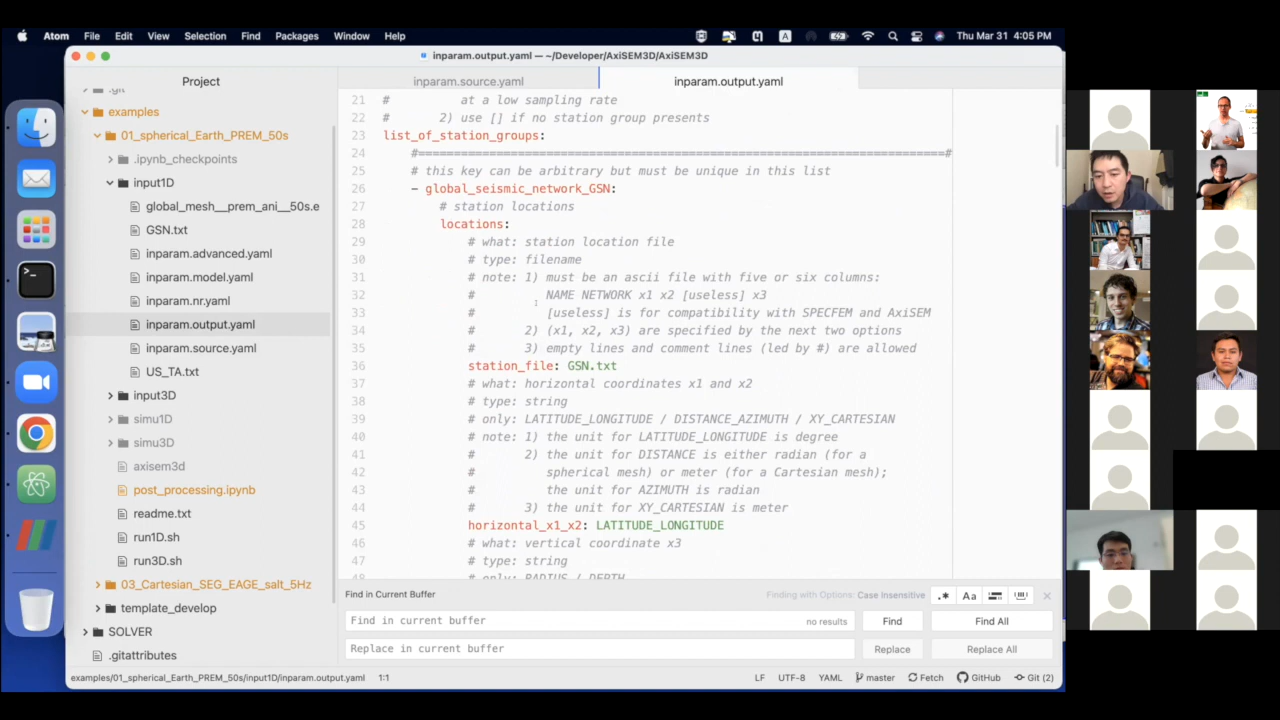 Atom File Edit View Selection Find Packages Window Help Thu Mar 31 4:05 PM
inparam.output.yaml — ~/Developer/AxiSEM3D/AxiSEM3D
Project
inparam.source.yaml
inparam.output.yaml
.git
examples
01_spherical_Earth_PREM_50s
.ipynb_checkpoints
input1D
global_mesh__prem_ani__50s.e
GSN.txt
inparam.advanced.yaml
inparam.model.yaml
inparam.nr.yaml
inparam.output.yaml
inparam.source.yaml
US_TA.txt
input3D
simu1D
simu3D
axisem3d
post_processing.ipynb
readme.txt
run1D.sh
run3D.sh
03_Cartesian_SEG_EAGE_salt_5Hz
template_develop
SOLVER
.gitattributes
21 # at a low sampling rate
22 # 2) use [] if no station group presents
23 list_of_station_groups:
24 #==========================================================================#
25 # this key can be arbitrary but must be unique in this list
26 - global_seismic_network_GSN:
27 # station locations
28 locations:
29 # what: station location file
30 # type: filename
31 # note: 1) must be an ascii file with five or six columns:
32 # NAME NETWORK x1 x2 [useless] x3
33 # [useless] is for compatibility with SPECFEM and AxiSEM
34 # 2) (x1, x2, x3) are specified by the next two options
35 # 3) empty lines and comment lines (led by #) are allowed
36 station_file: GSN.txt
37 # what: horizontal coordinates x1 and x2
38 # type: string
39 # only: LATITUDE_LONGITUDE / DISTANCE_AZIMUTH / XY_CARTESIAN
40 # note: 1) the unit for LATITUDE_LONGITUDE is degree
41 # 2) the unit for DISTANCE is either radian (for a
42 # spherical mesh) or meter (for a Cartesian mesh);
43 # the unit for AZIMUTH is radian
44 # 3) the unit for XY_CARTESIAN is meter
45 horizontal_x1_x2: LATITUDE_LONGITUDE
46 # what: vertical coordinate x3
47 # type: string
48 # only: RADIUS / DEPTH
Find in Current Buffer Finding with Options: Case Insensitive .* Aa
Find in current buffer no results Find Find All
Replace in current buffer Replace Replace All
examples/01_spherical_Earth_PREM_50s/input1D/inparam.output.yaml 1:1 LF UTF-8 YAML master Fetch GitHub Git (2)